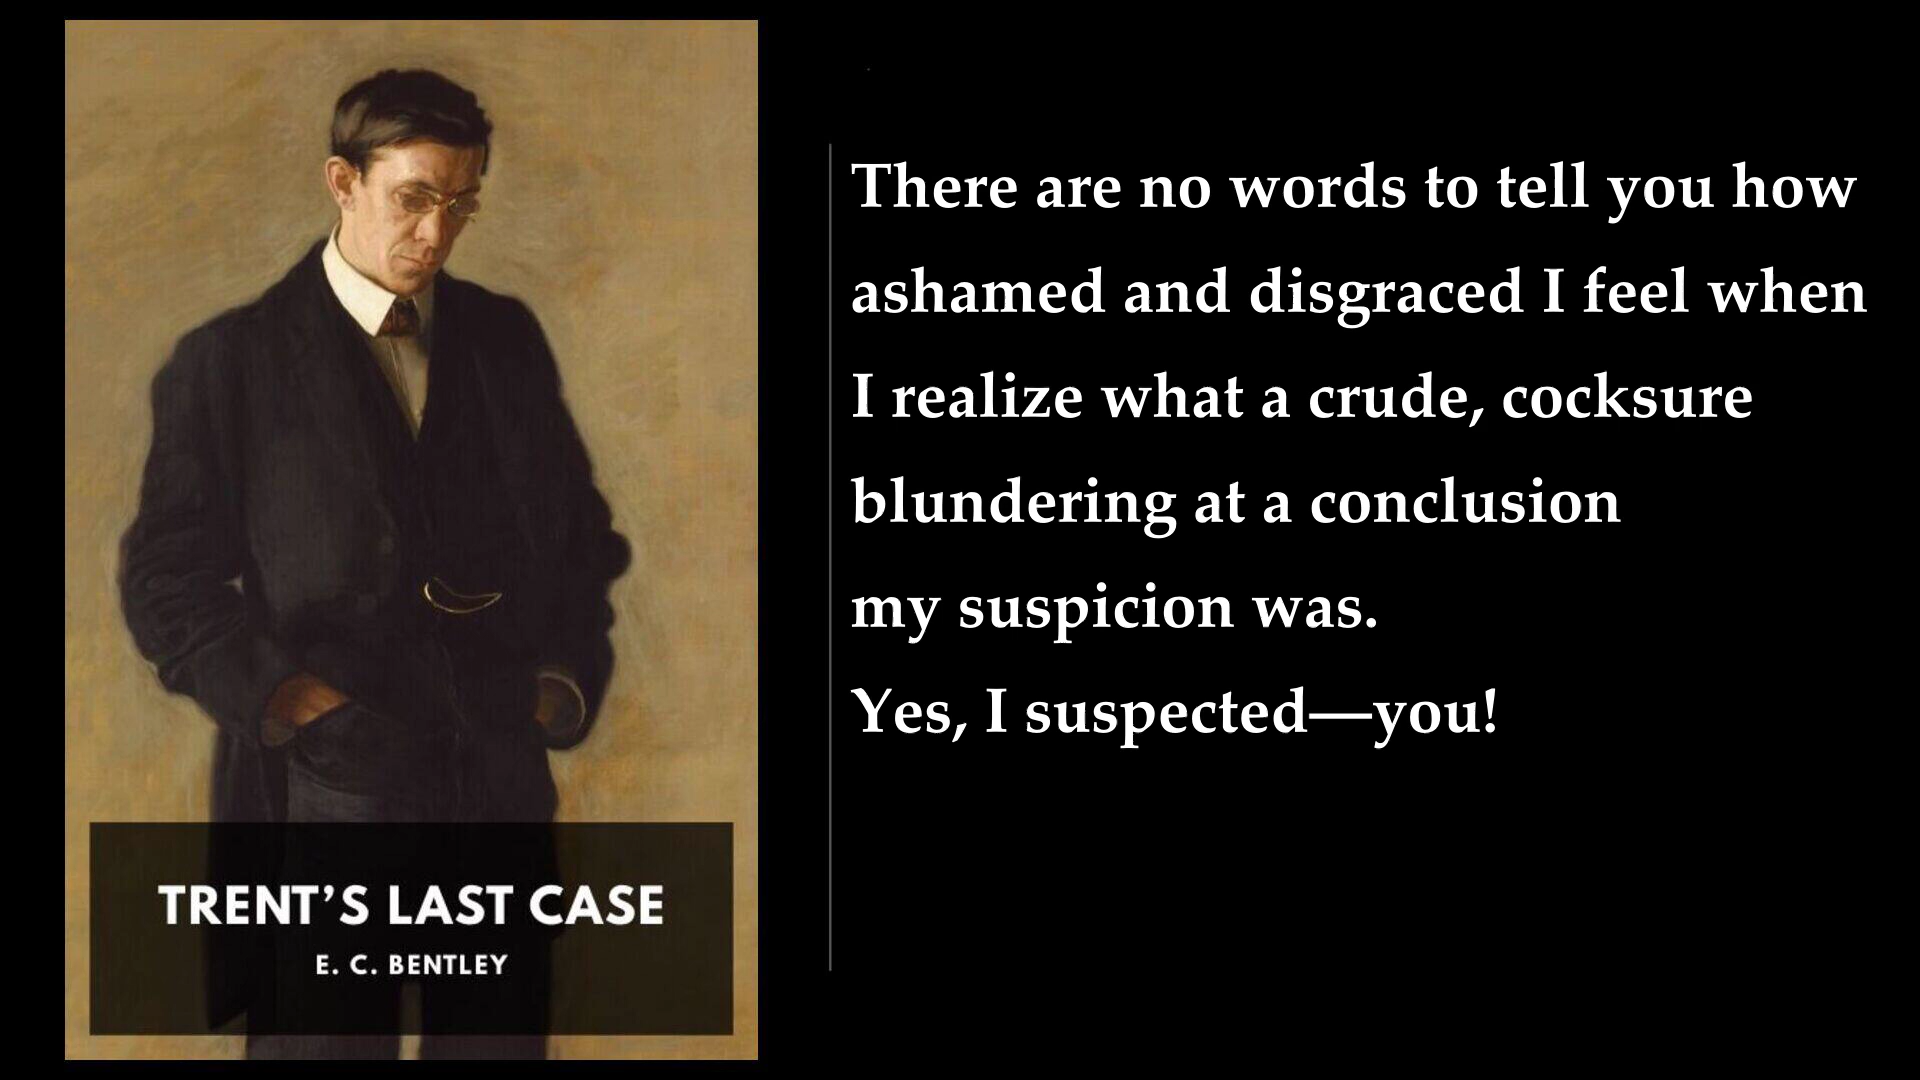 TRENT’S LAST CASE
E. C. BENTLEY
There are no words to tell you how
ashamed and disgraced I feel when
I realize what a crude, cocksure
blundering at a conclusion
my suspicion was.
Yes, I suspected—you!